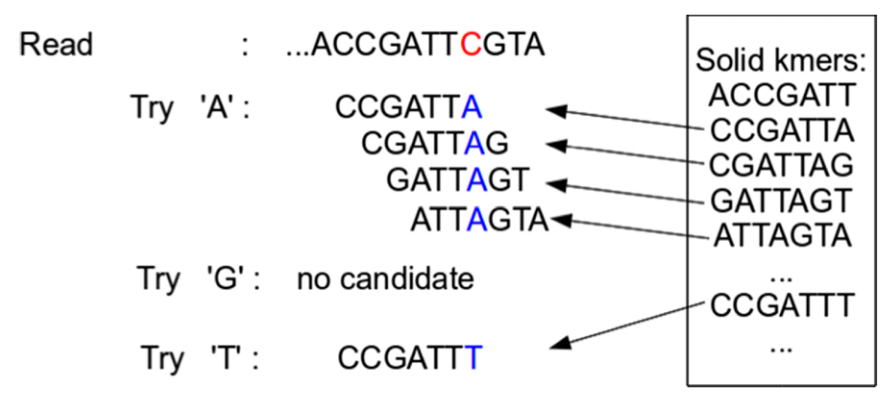 Read : ...ACCGATTCGTA
Try 'A' : CCGATTA
CGATTAG
GATTAGT
ATTAGTA
Try 'G' : no candidate
Try 'T' : CCGATTT
Solid kmers:
ACCGATT
CCGATTA
CGATTAG
GATTAGT
ATTAGTA
...
CCGATTT
...